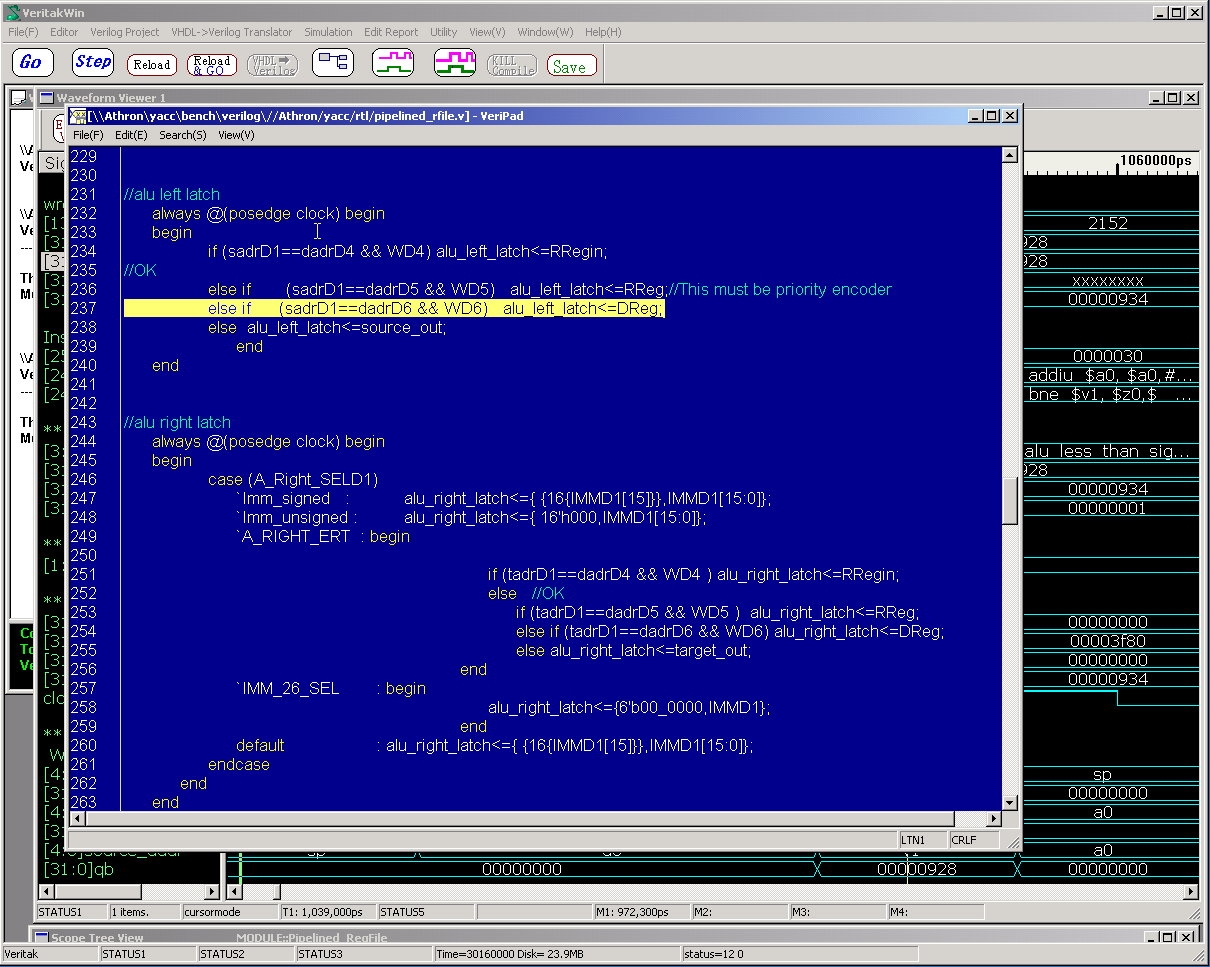 VeritakWin
File(F) Editor Verilog Project VHDL->Verilog Translator Simulation Edit Report Utility View(V) Window(W) Help(H)
Go Step Reload Reload & GO VHDL Verilog KILL Compile Save
Waveform Viewer 1
[\\Athron\yacc\bench\verilog\//Athron/yacc/rtl/pipelined_rfile.v] - VeriPad
File(F) Edit(E) Search(S) View(V)
229
230
231 //alu left latch
232 always @(posedge clock) begin
233 begin
234 if (sadrD1==dadrD4 && WD4) alu_left_latch<=RRegin;
235 //OK
236 else if (sadrD1==dadrD5 && WD5) alu_left_latch<=RReg;//This must be priority encoder
237 else if (sadrD1==dadrD6 && WD6) alu_left_latch<=DReg;
238 else alu_left_latch<=source_out;
239 end
240 end
241
242
243 //alu right latch
244 always @(posedge clock) begin
245 begin
246 case (A_Right_SELD1)
247 `Imm_signed : alu_right_latch<={ {16{IMMD1[15]}},IMMD1[15:0]};
248 `Imm_unsigned : alu_right_latch<={ 16'h000,IMMD1[15:0]};
249 `A_RIGHT_ERT : begin
250
251 if (tadrD1==dadrD4 && WD4 ) alu_right_latch<=RRegin;
252 else //OK
253 if (tadrD1==dadrD5 && WD5 ) alu_right_latch<=RReg;
254 else if (tadrD1==dadrD6 && WD6) alu_right_latch<=DReg;
255 else alu_right_latch<=target_out;
256 end
257 `IMM_26_SEL : begin
258 alu_right_latch<={6'b00_0000,IMMD1};
259 end
260 default : alu_right_latch<={ {16{IMMD1[15]}},IMMD1[15:0]};
261 endcase
262 end
263 end
LTN1 CRLF
1060000ps
2152
928
928
xxxxxxxx
00000934
0000030
addiu $a0, $a0,#...
bne $v1, $z0,$ ...
alu less than sig...
928
00000934
00000001
00000000
00003f80
00000000
00000934
sp
00000000
a0
a0
[31:0]qb 00000000 00000928 00000000
STATUS1 1 items. cursormode T1: 1,039,000ps STATUS5 M1: 972,300ps M2: M3: M4:
Scope Tree View MODULE::Pipelined_RegFile
Veritak STATUS1 STATUS2 STATUS3 Time=30160000 Disk= 23.9MB status=12 0